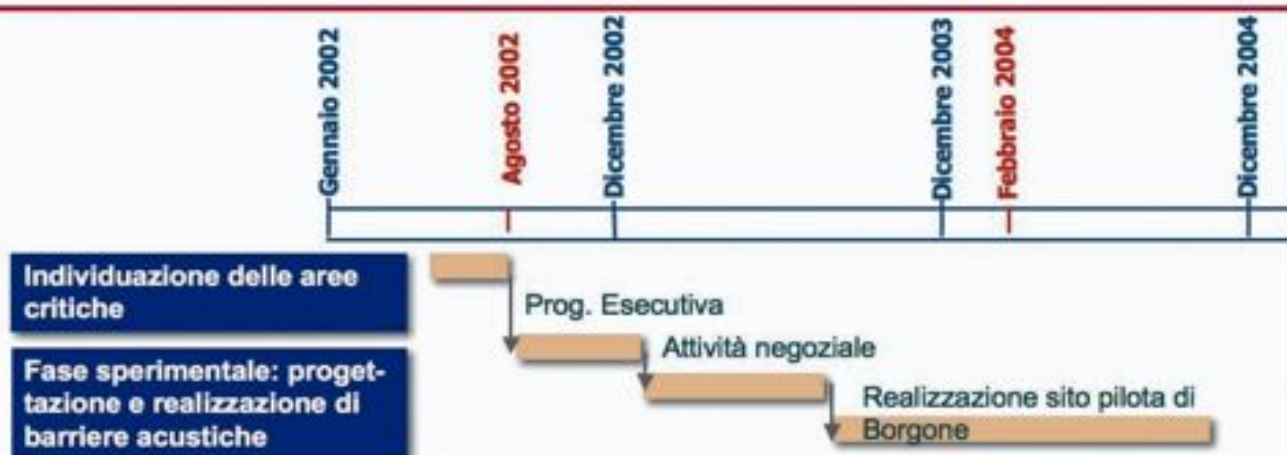 Gennaio 2002
Agosto 2002
Dicembre 2002
Dicembre 2003
Febbraio 2004
Dicembre 2004
Individuazione delle aree
critiche
Prog. Esecutiva
Attività negoziale
Fase sperimentale: proget-
tazione e realizzazione di
barriere acustiche
Realizzazione sito pilota di
Borgone